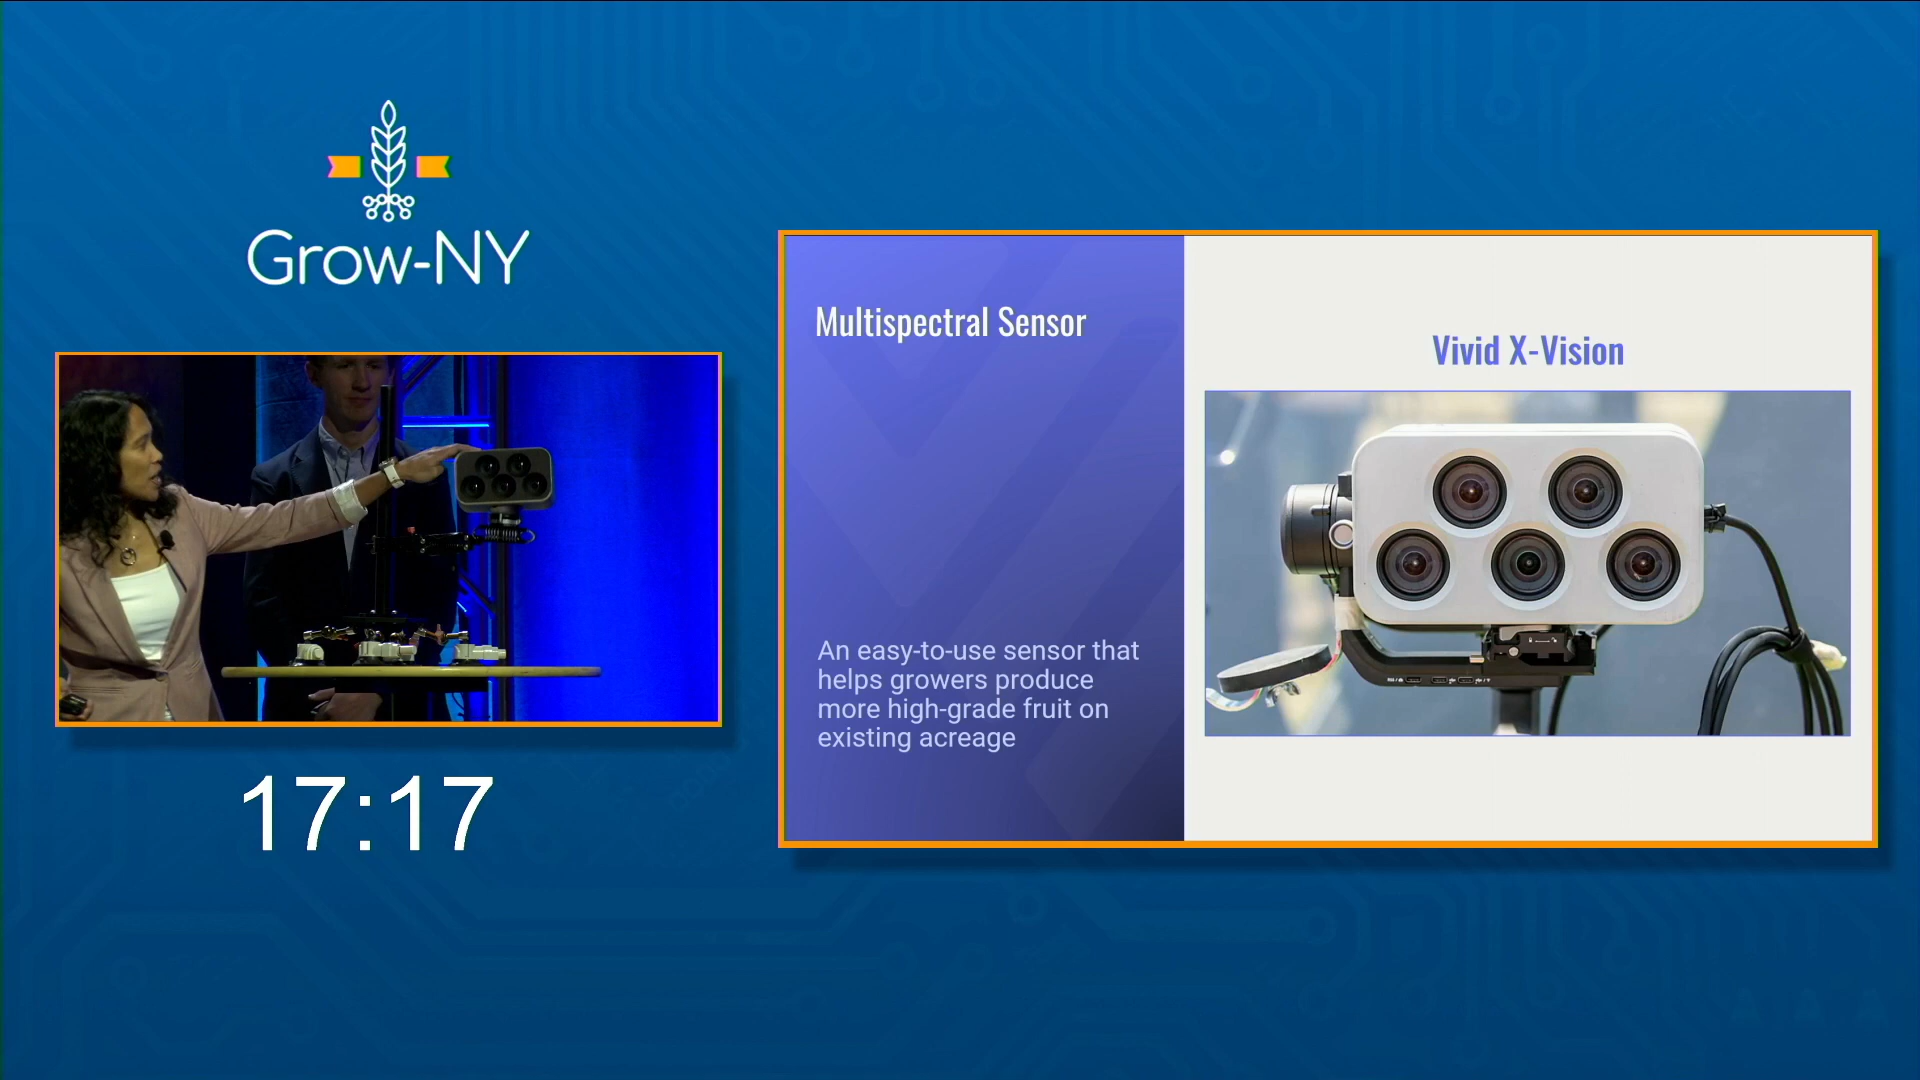 Grow-NY
17:17
Multispectral Sensor
An easy-to-use sensor that
helps growers produce
more high-grade fruit on
existing acreage
Vivid X-Vision